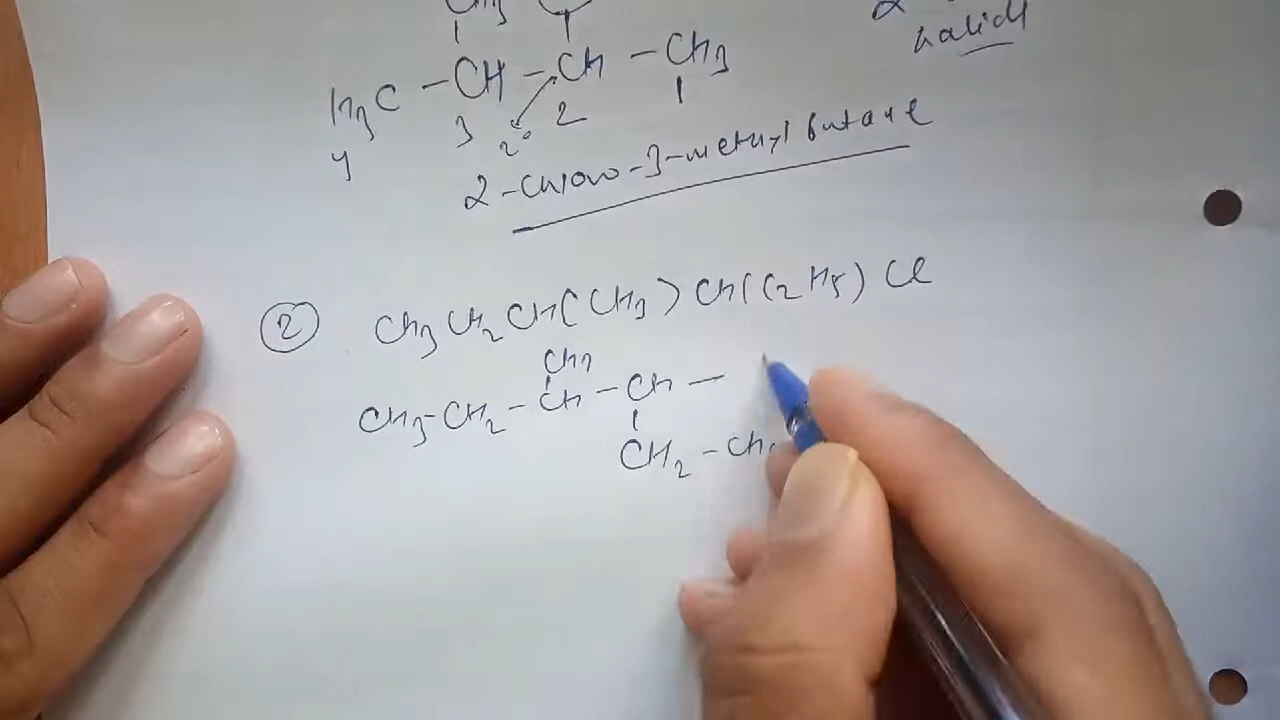 CH3
H3C - CH - CH - CH3
4 3 2 1
2°
halide
2-chloro-3-methylbutane
② CH3CH2CH(CH3)CH(C2H5)Cl
CH3
CH3-CH2-CH-CH-
CH2-CH